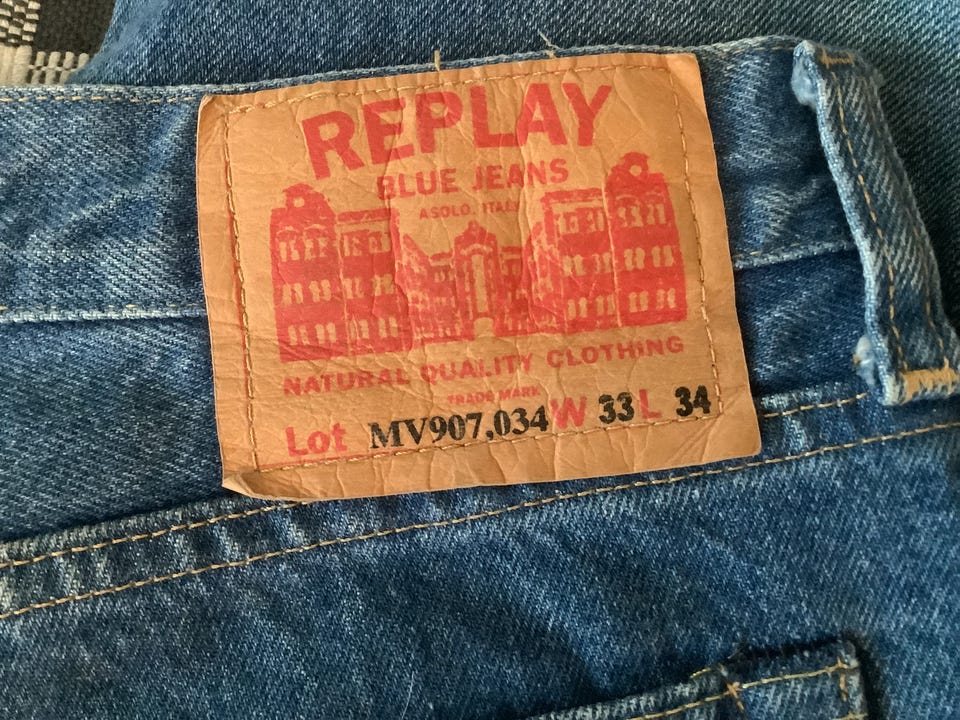 REPLAY
BLUE JEANS
ASOLO, ITALY
NATURAL QUALITY CLOTHING
TRADE MARK
Lot MV907,034 W 33 L 34